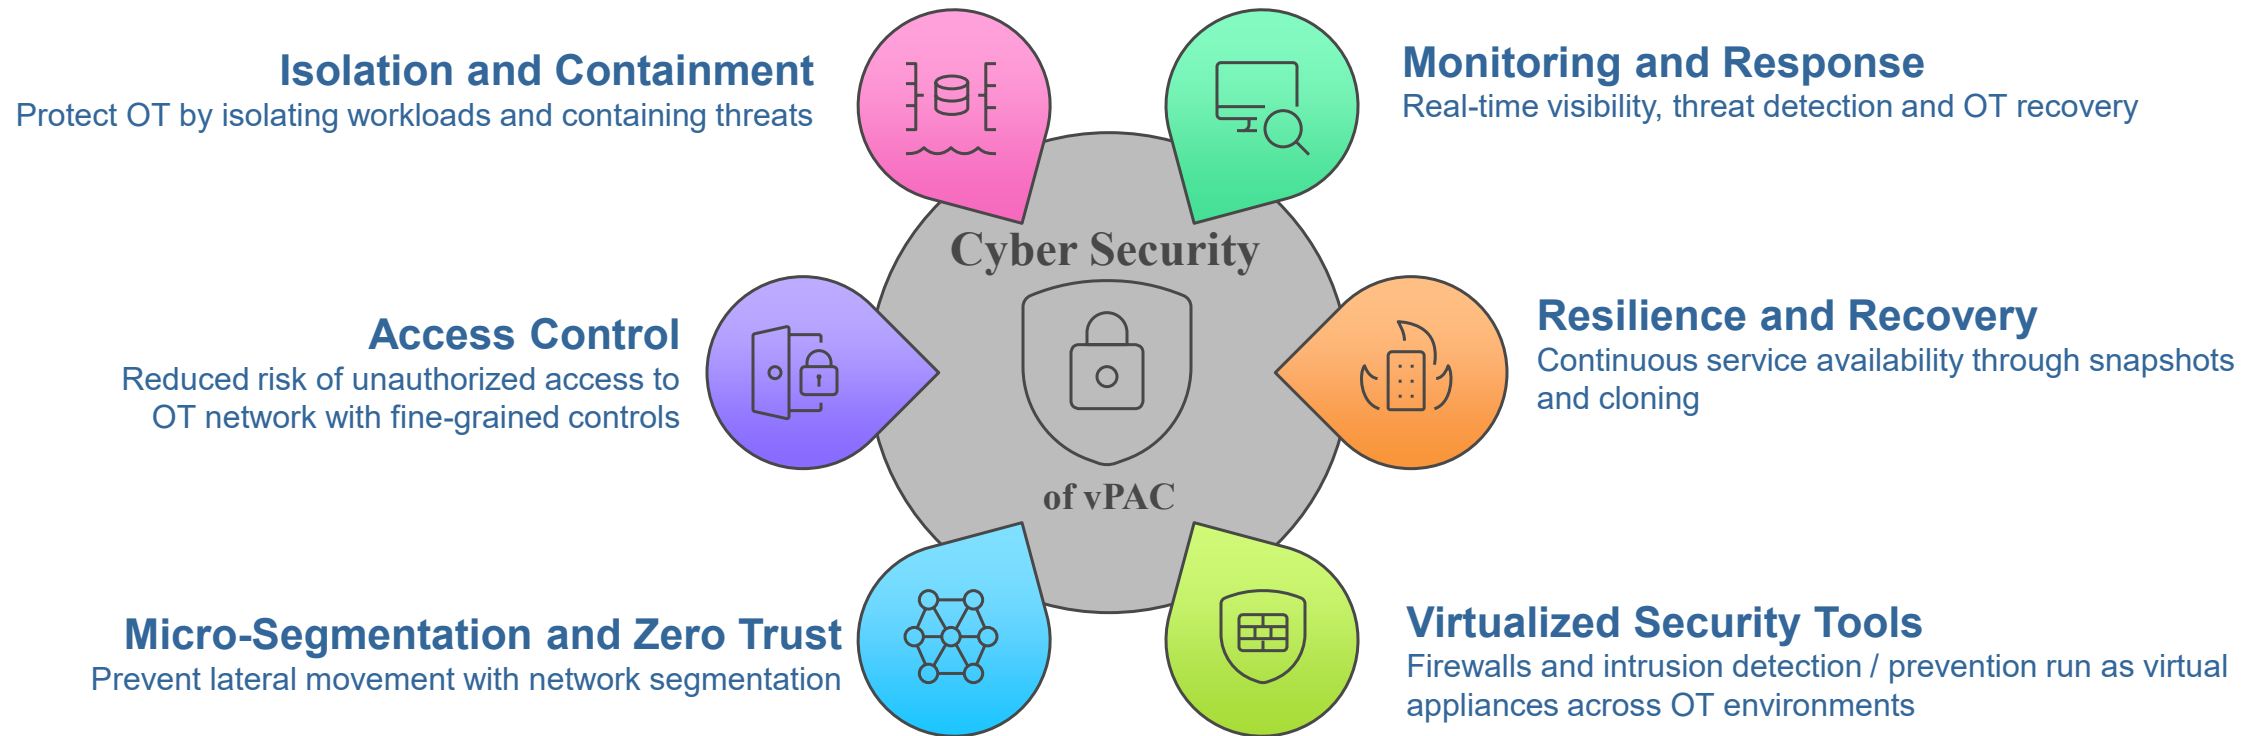 Isolation and Containment
Protect OT by isolating workloads and containing threats
Monitoring and Response
Real-time visibility, threat detection and OT recovery
Cyber Security
of vPAC
Access Control
Reduced risk of unauthorized access to
OT network with fine-grained controls
Resilience and Recovery
Continuous service availability through snapshots
and cloning
Micro-Segmentation and Zero Trust
Prevent lateral movement with network segmentation
Virtualized Security Tools
Firewalls and intrusion detection / prevention run as virtual
appliances across OT environments